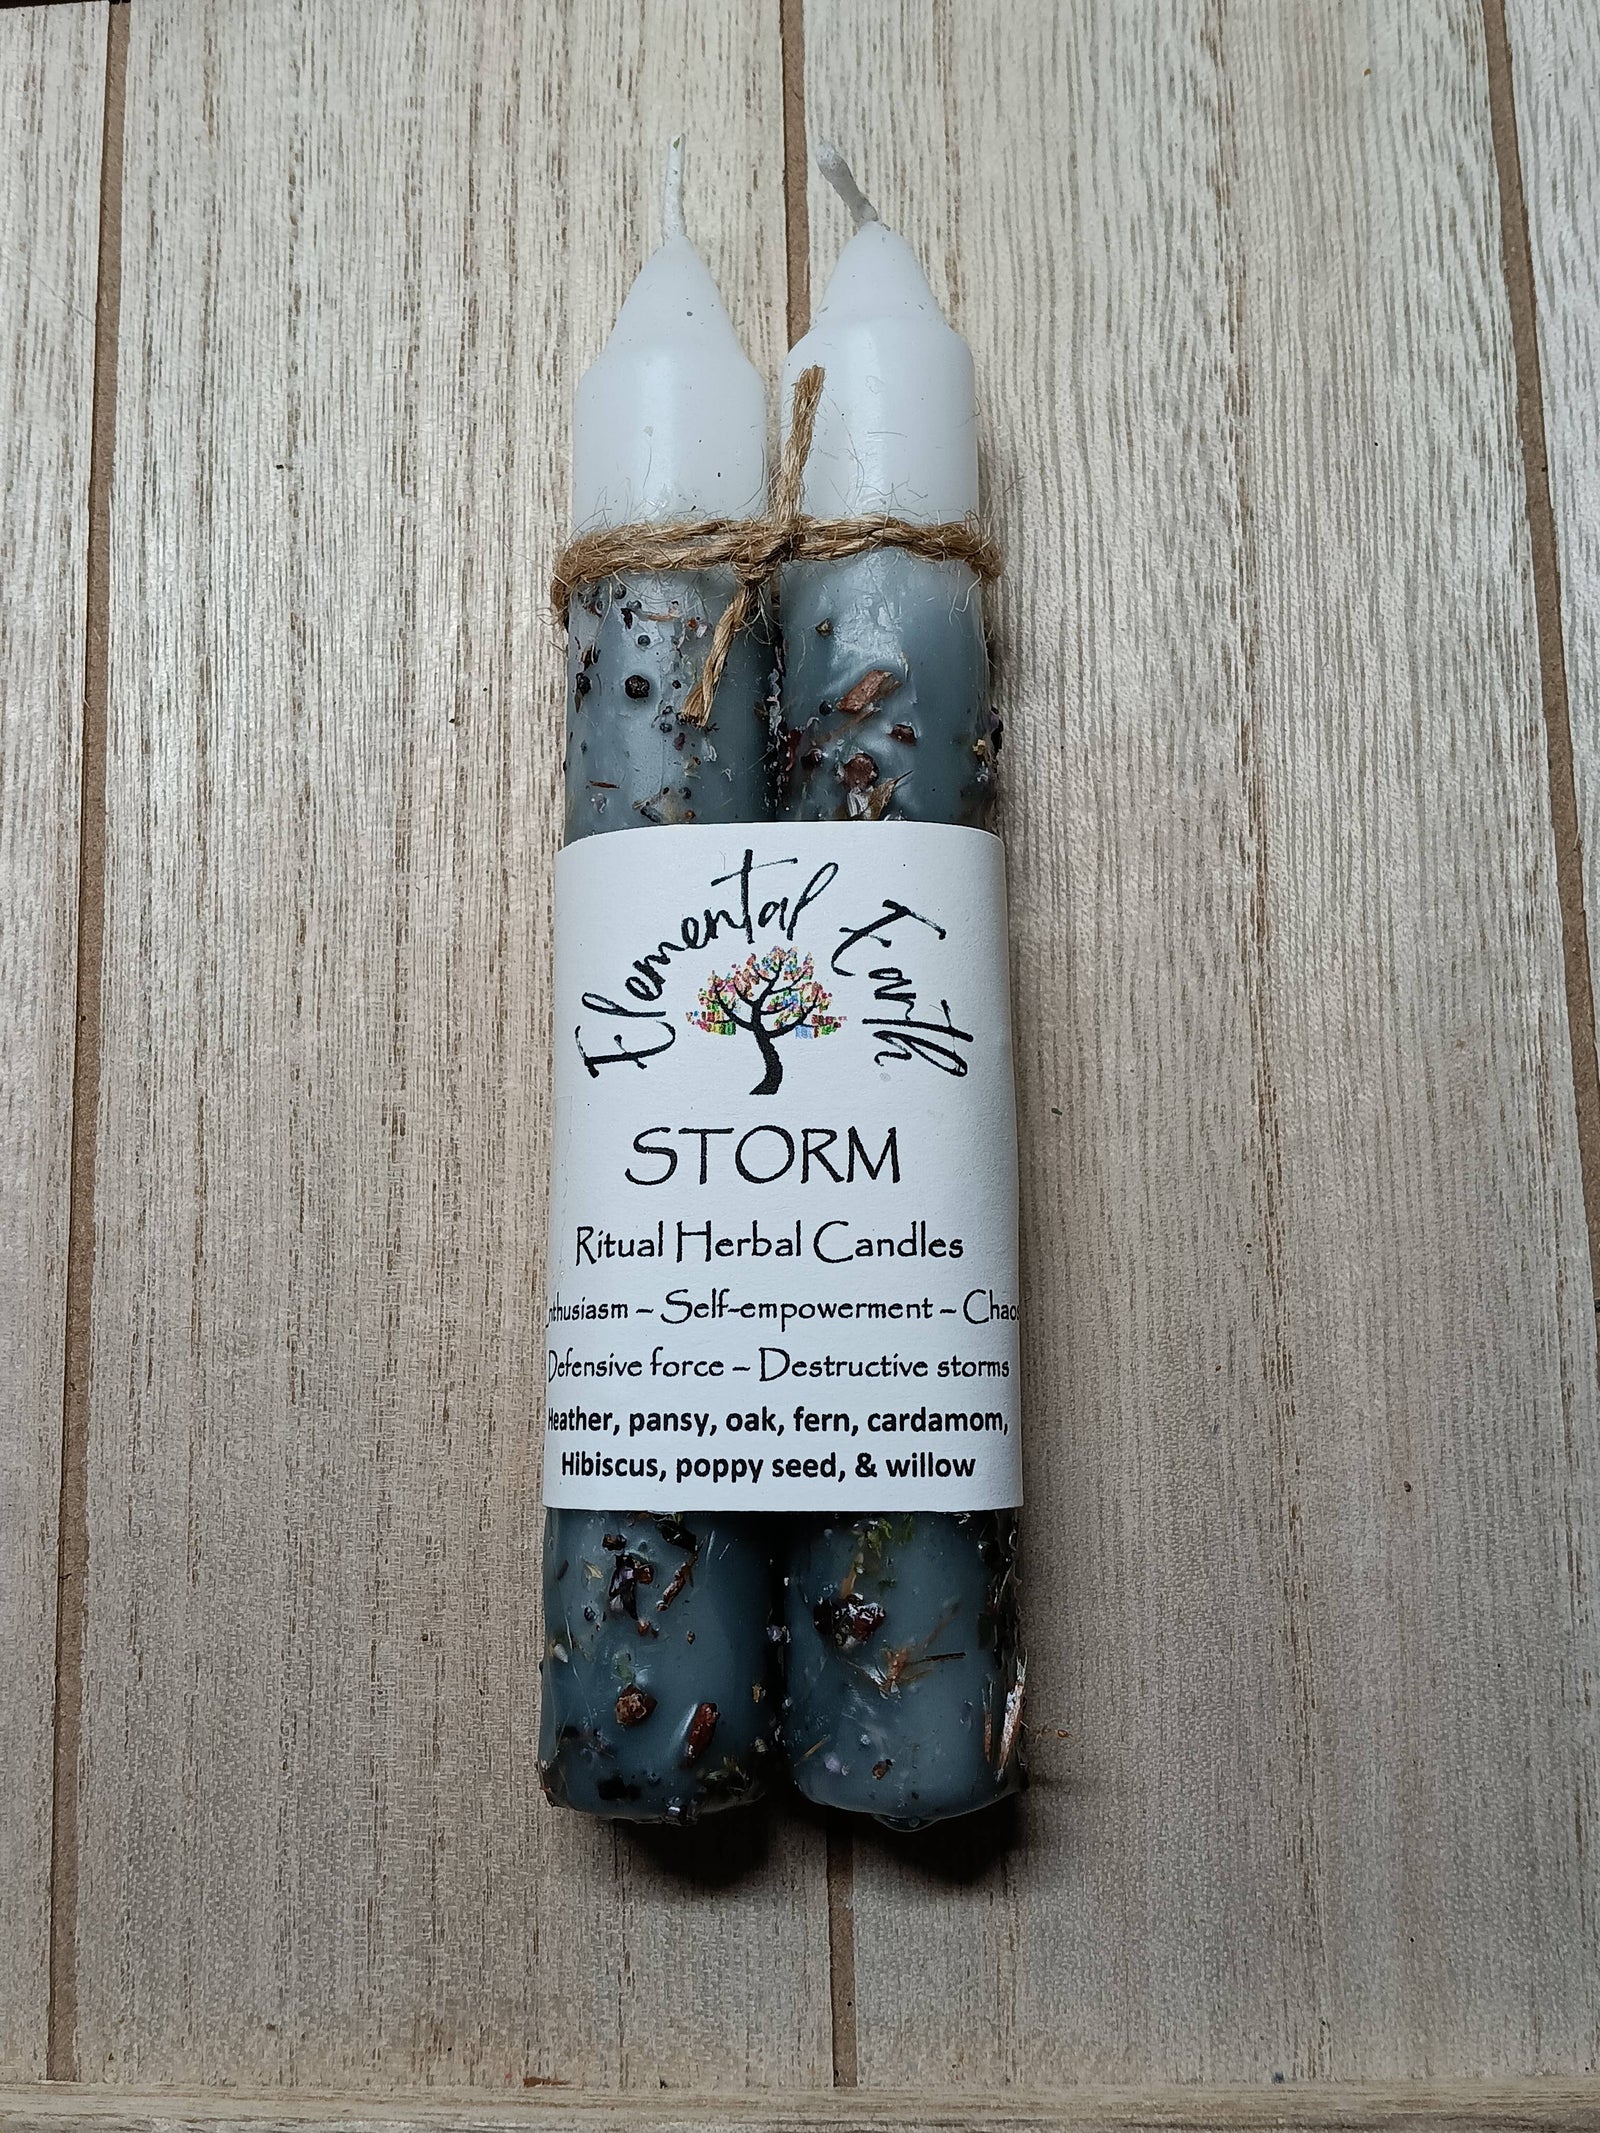 Elemental Earth
STORM
Ritual Herbal Candles
Enthusiasm – Self-empowerment – Chaos
Defensive force – Destructive storms
Heather, pansy, oak, fern, cardamom,
Hibiscus, poppy seed, & willow